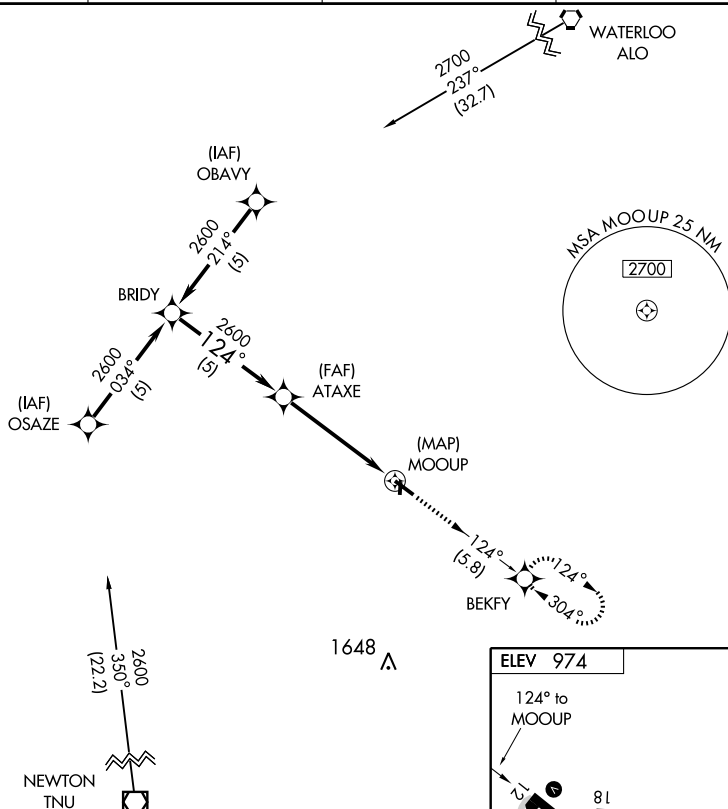 WATERLOO
ALO
2700
237°
(32.7)
(IAF)
OBAVY
2600
214°
(5)
MSA MOOUP 25 NM
2700
BRIDY
2600
124°
(5)
2600
034°
(5)
(FAF)
ATAXE
(IAF)
OSAZE
(MAP)
MOOUP
124°
(5.8)
124°
304°
BEKFY
1648
2600
350°
(22.2)
NEWTON
TNU
ELEV 974
124° to
MOOUP
12
V
18